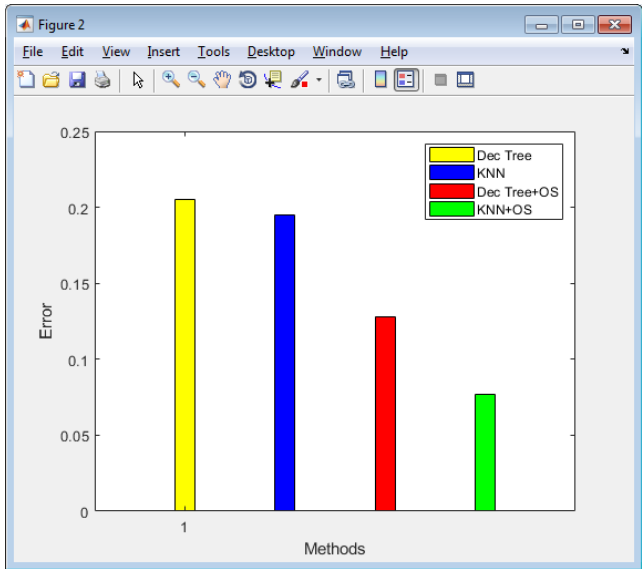 Figure 2
File Edit View Insert Tools Desktop Window Help
0.25
0.2
0.15
0.1
0.05
0
Error
Dec Tree
KNN
Dec Tree+OS
KNN+OS
1
Methods